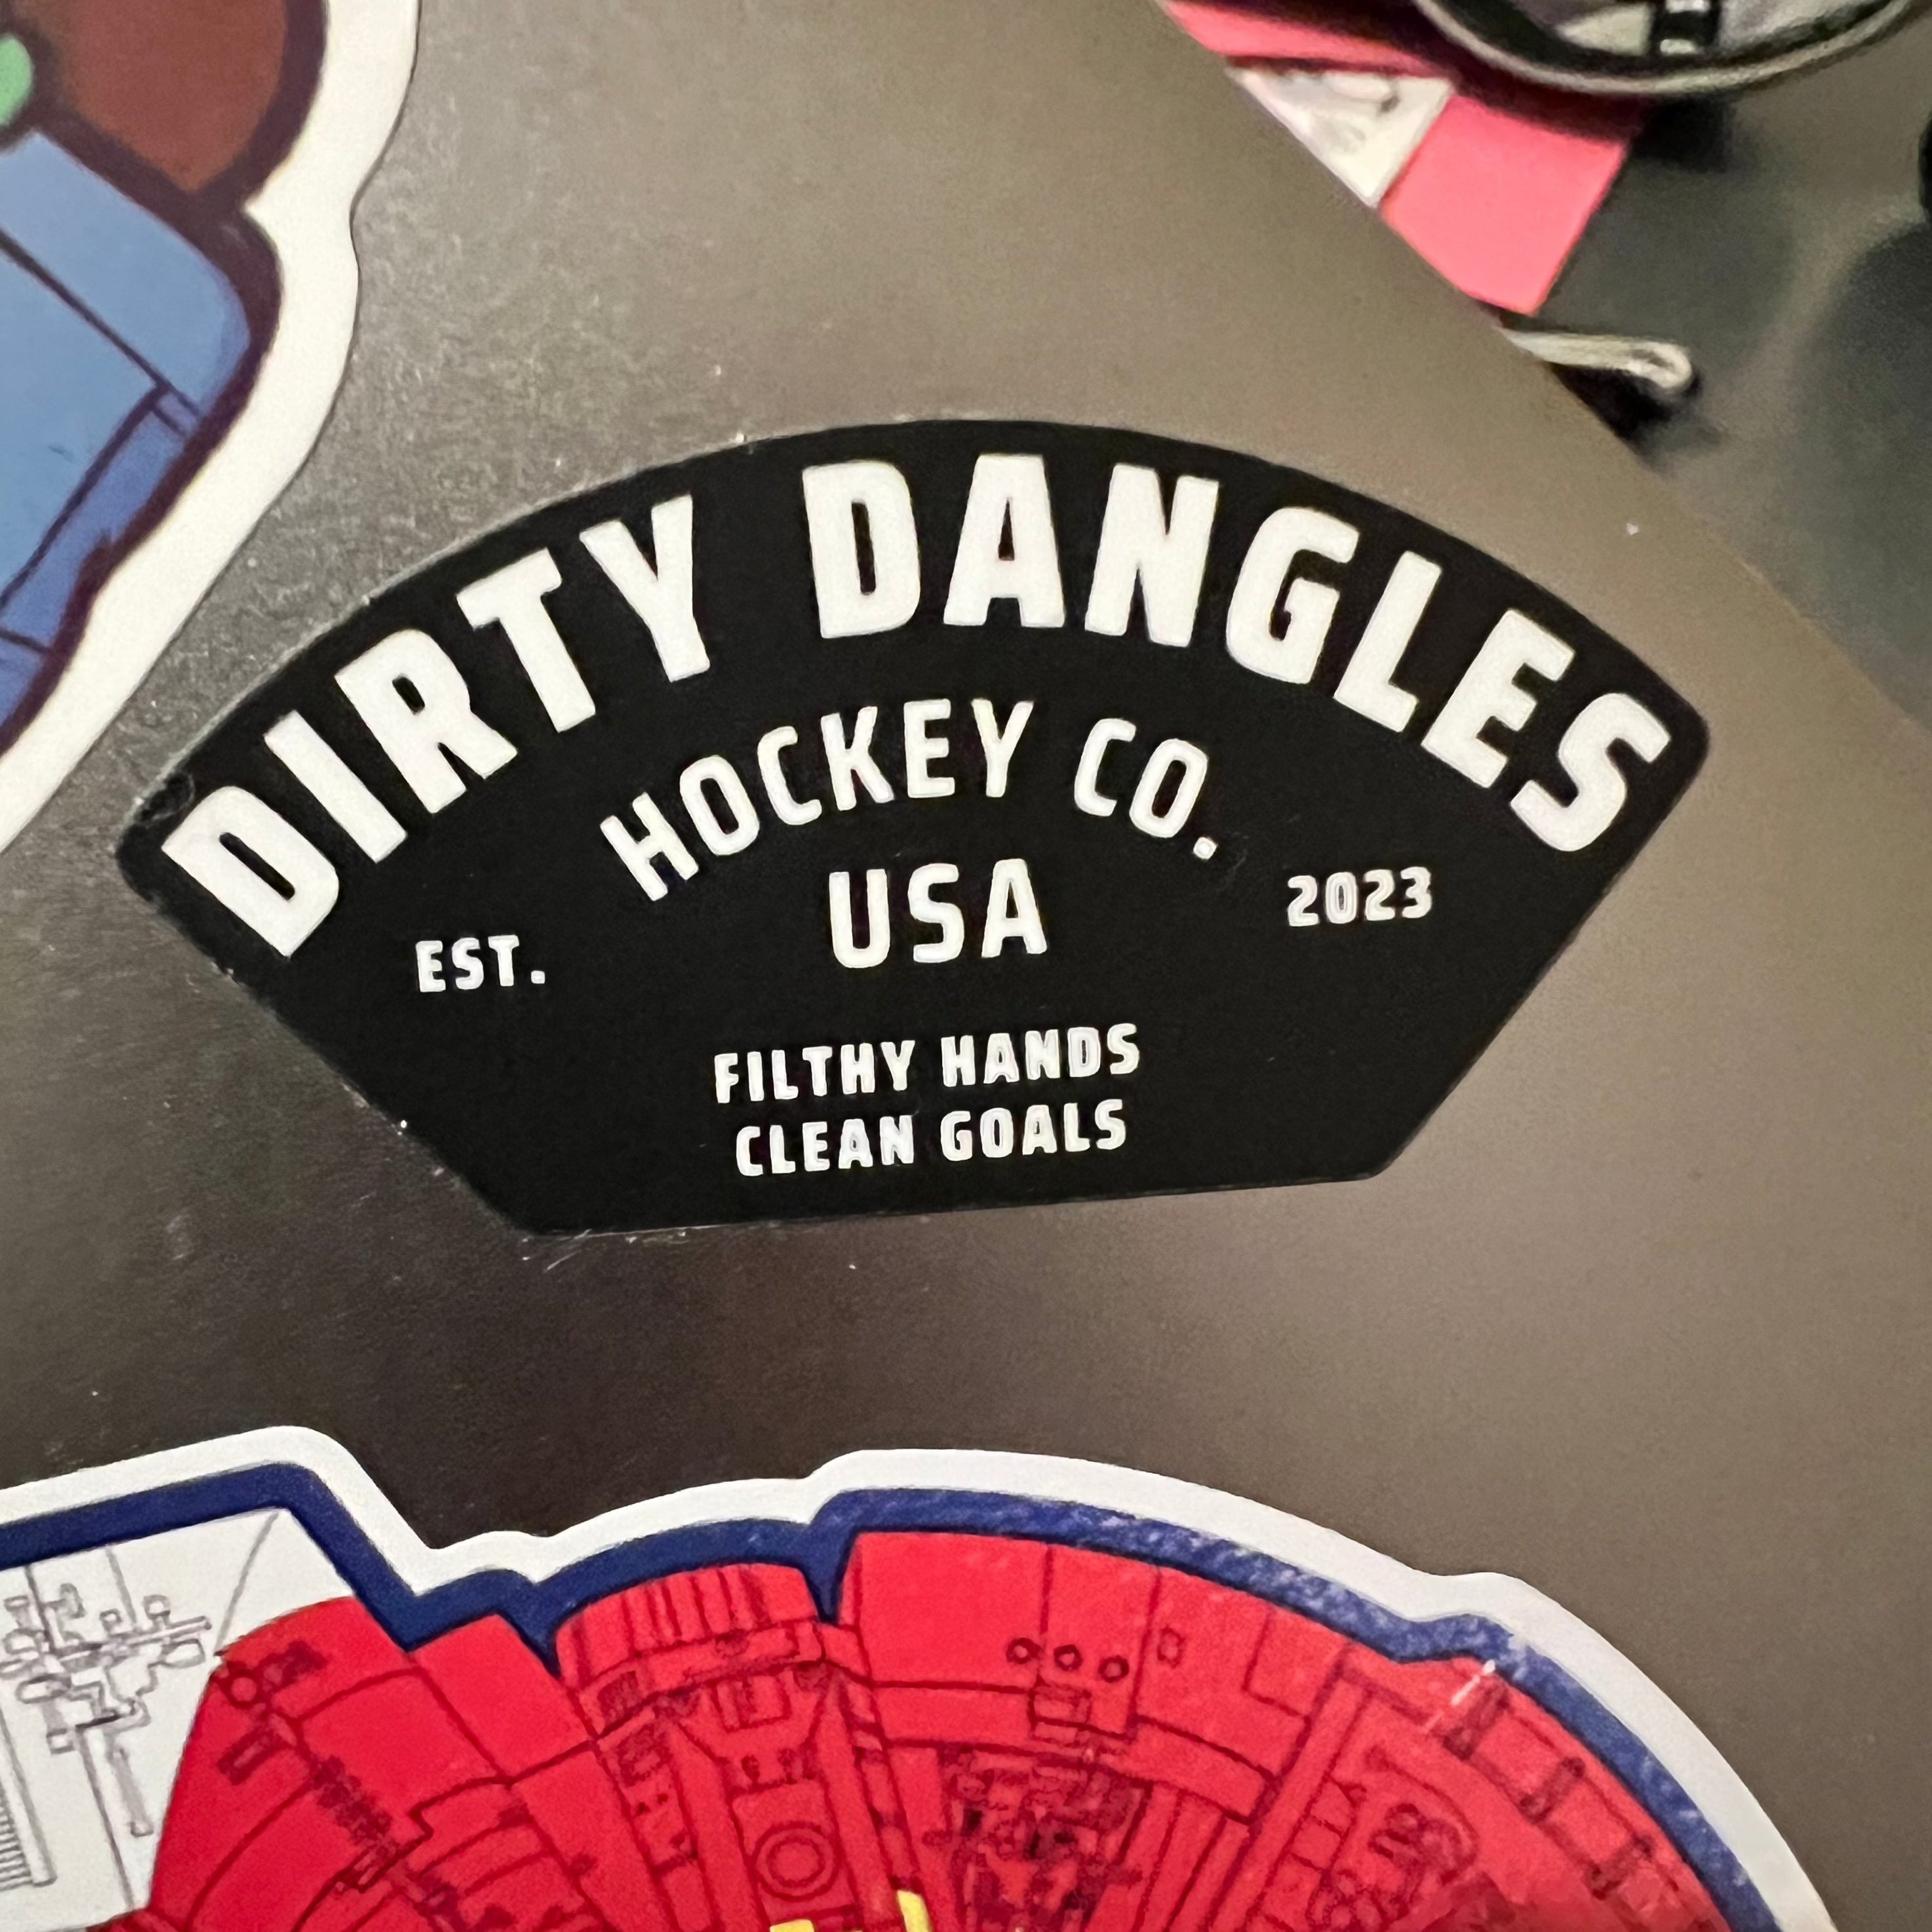 DIRTY DANGLES
HOCKEY CO.
USA
EST. 2023
FILTHY HANDS
CLEAN GOALS